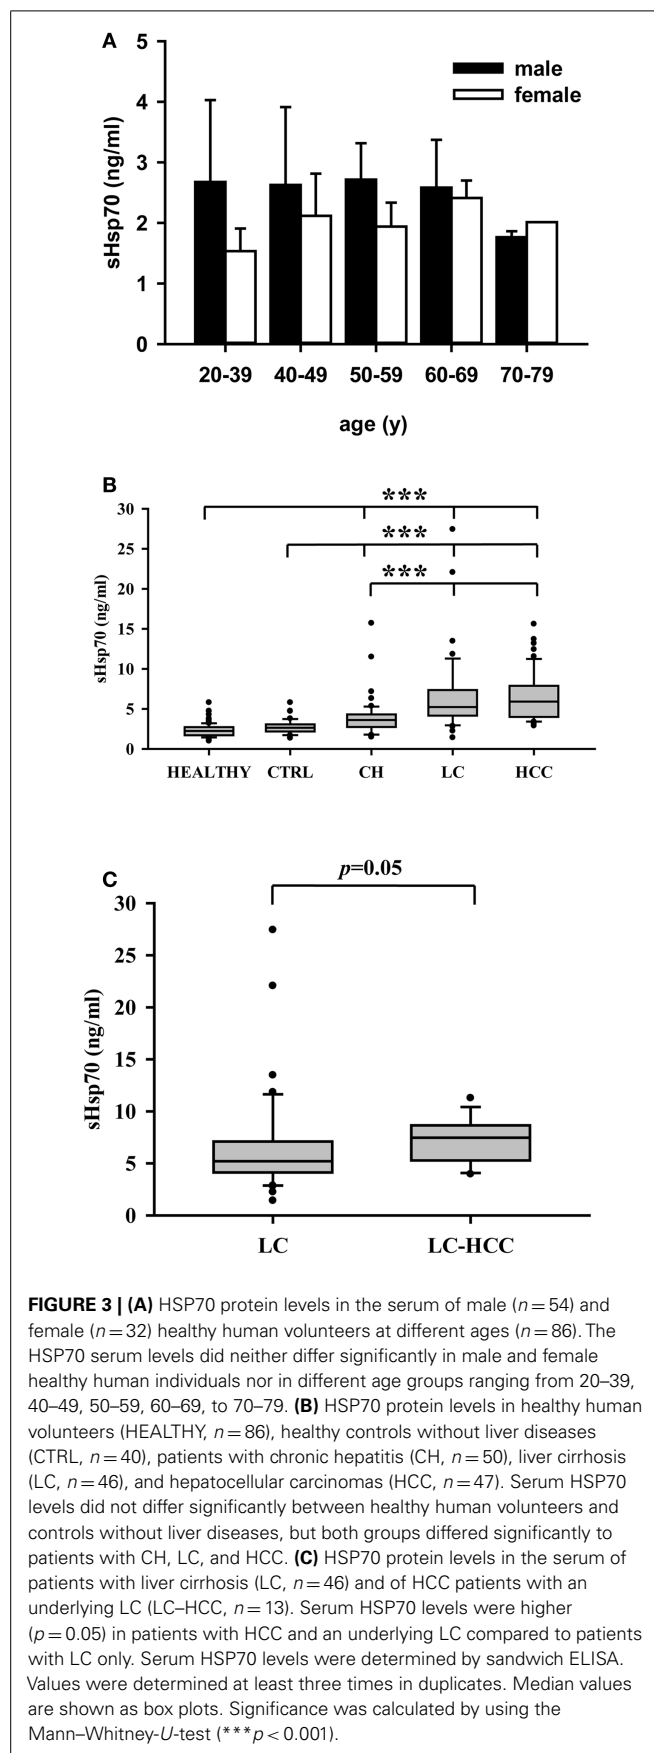 A
5
4
3
2
1
0
sHsp70 (ng/ml)
male
female
20-39 40-49 50-59 60-69 70-79
age (y)
B
***
***
***
30
25
20
15
10
5
0
sHsp70 (ng/ml)
HEALTHY CTRL CH LC HCC
C
p=0.05
30
25
20
15
10
5
0
sHsp70 (ng/ml)
LC LC-HCC
FIGURE 3 | (A) HSP70 protein levels in the serum of male (n = 54) and
female (n = 32) healthy human volunteers at different ages (n = 86). The
HSP70 serum levels did neither differ significantly in male and female
healthy human individuals nor in different age groups ranging from 20–39,
40–49, 50–59, 60–69, to 70–79. (B) HSP70 protein levels in healthy human
volunteers (HEALTHY, n = 86), healthy controls without liver diseases
(CTRL, n = 40), patients with chronic hepatitis (CH, n = 50), liver cirrhosis
(LC, n = 46), and hepatocellular carcinomas (HCC, n = 47). Serum HSP70
levels did not differ significantly between healthy human volunteers and
controls without liver diseases, but both groups differed significantly to
patients with CH, LC, and HCC. (C) HSP70 protein levels in the serum of
patients with liver cirrhosis (LC, n = 46) and of HCC patients with an
underlying LC (LC–HCC, n = 13). Serum HSP70 levels were higher
(p = 0.05) in patients with HCC and an underlying LC compared to patients
with LC only. Serum HSP70 levels were determined by sandwich ELISA.
Values were determined at least three times in duplicates. Median values
are shown as box plots. Significance was calculated by using the
Mann–Whitney-U-test (***p < 0.001).